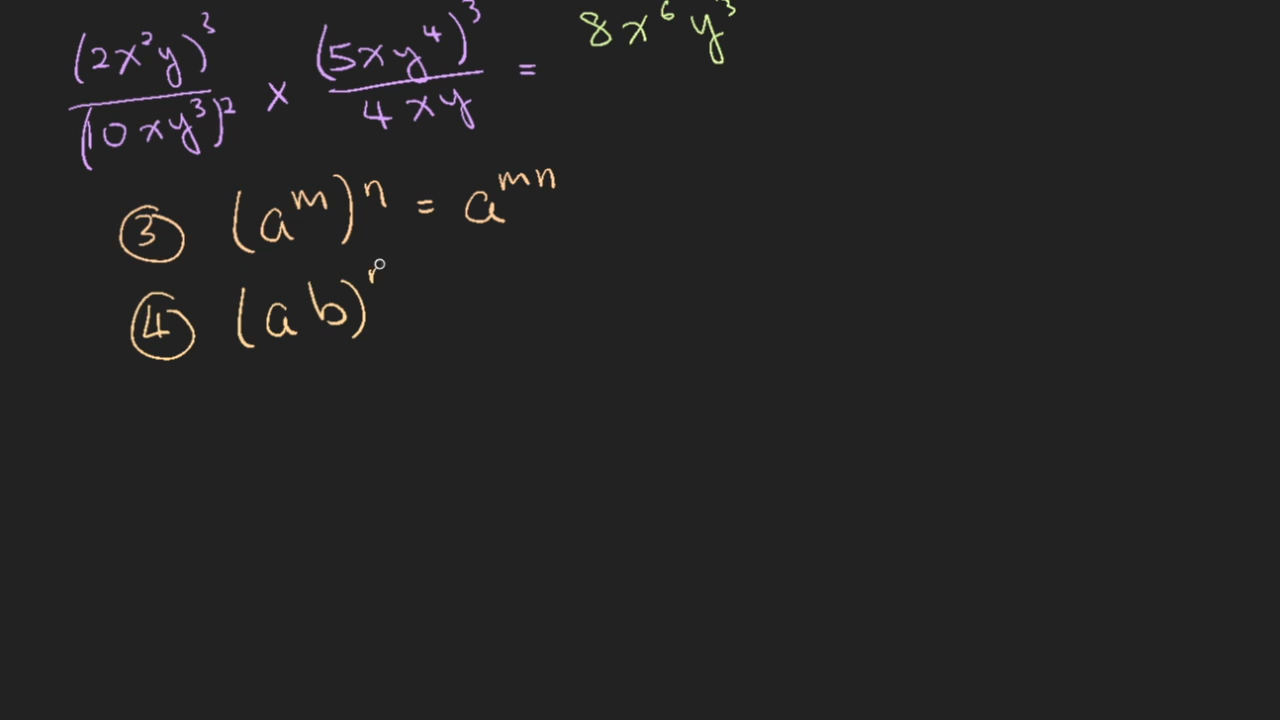 (2x²y)³/(10xy³)² × (5xy⁴)³/4xy = 8x⁶y³
③ (aᵐ)ⁿ = aᵐⁿ
④ (ab)